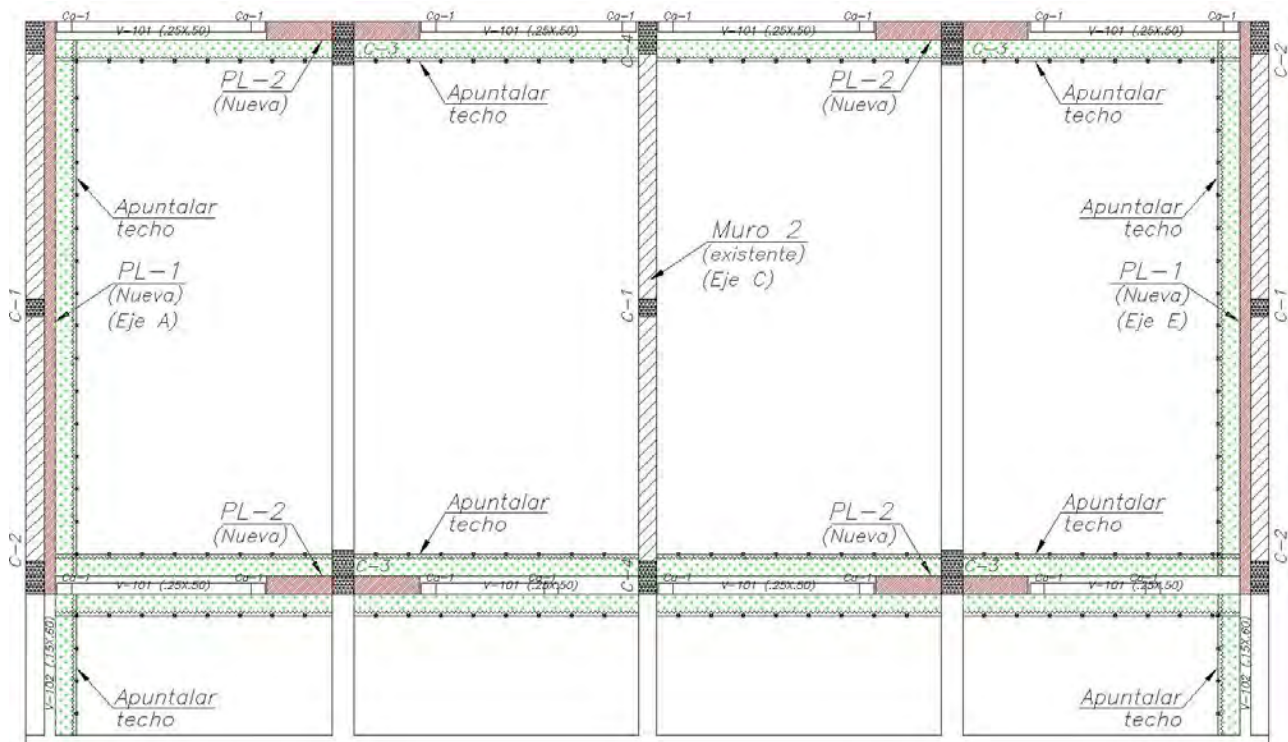 Ca-1 Ca-1 Ca-1 Ca-1 Ca-1 Ca-1 Ca-1 Ca-1
V-101 (.25X.50) V-101 (.25X.50) V-101 (.25X.50) V-101 (.25X.50)
C-3 C-4 C-3 C-2
PL-2
(Nueva)
Apuntalar
techo
PL-2
(Nueva)
Apuntalar
techo
Apuntalar
techo
Apuntalar
techo
Muro 2
(existente)
(Eje C)
PL-1
(Nueva)
(Eje A)
PL-1
(Nueva)
(Eje E)
C-1 C-1 C-1
PL-2
(Nueva)
Apuntalar
techo
PL-2
(Nueva)
Apuntalar
techo
C-2 C-3 C-4 C-3 C-2
Ca-1 Ca-1 Ca-1 Ca-1 Ca-1
V-101 (.25X.50) V-101 (.25X.50) V-101 (.25X.50) V-101 (.25X.50)
V-102 (.15X.60) V-102 (.15X.60)
Apuntalar
techo
Apuntalar
techo